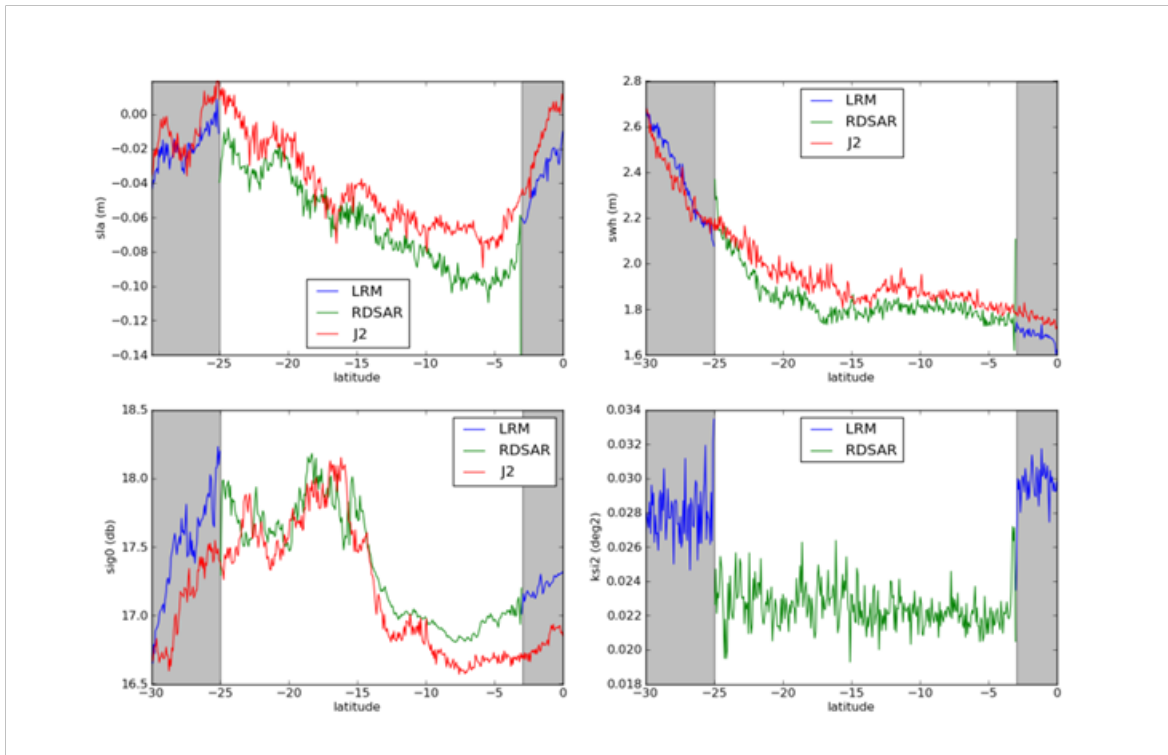 0.00
−0.02
−0.04
−0.06
−0.08
−0.10
−0.12
−0.14
sla (m)
LRM
RDSAR
J2
−30 −25 −20 −15 −10 −5 0
latitude
2.8
2.6
2.4
2.2
2.0
1.8
1.6
swh (m)
LRM
RDSAR
J2
−30 −25 −20 −15 −10 −5 0
latitude
18.5
18.0
17.5
17.0
16.5
sig0 (db)
LRM
RDSAR
J2
−30 −25 −20 −15 −10 −5 0
latitude
0.034
0.032
0.030
0.028
0.026
0.024
0.022
0.020
0.018
ksi2 (deg2)
LRM
RDSAR
−30 −25 −20 −15 −10 −5 0
latitude